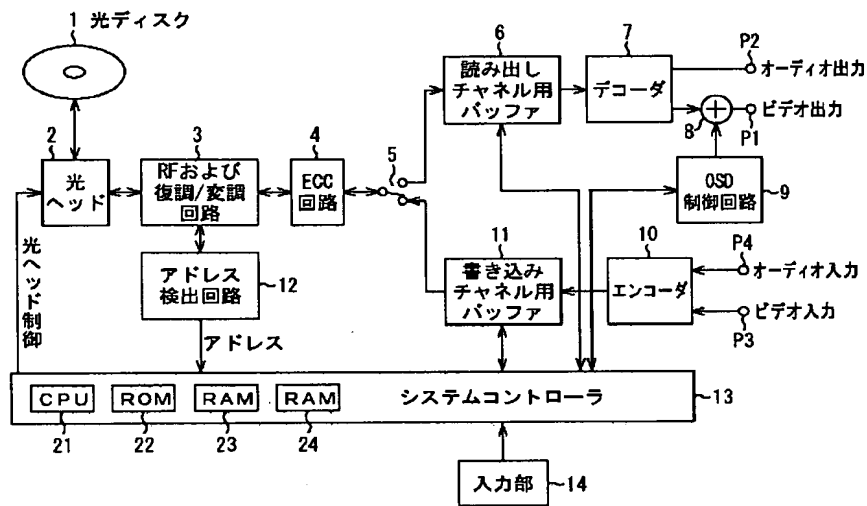 1 光ディスク
2
光
ヘッド
3
RFおよび
復調/変調
回路
4
ECC
回路
5
6
読み出し
チャネル用
バッファ
7
デコーダ
P2
オーディオ出力
8
P1
ビデオ出力
OSD
制御回路
9
10
エンコーダ
P4
オーディオ入力
ビデオ入力
P3
11
書き込み
チャネル用
バッファ
アドレス
検出回路
12
アドレス
光ヘッド制御
CPU
ROM
RAM
RAM
システムコントローラ
13
21
22
23
24
入力部
14